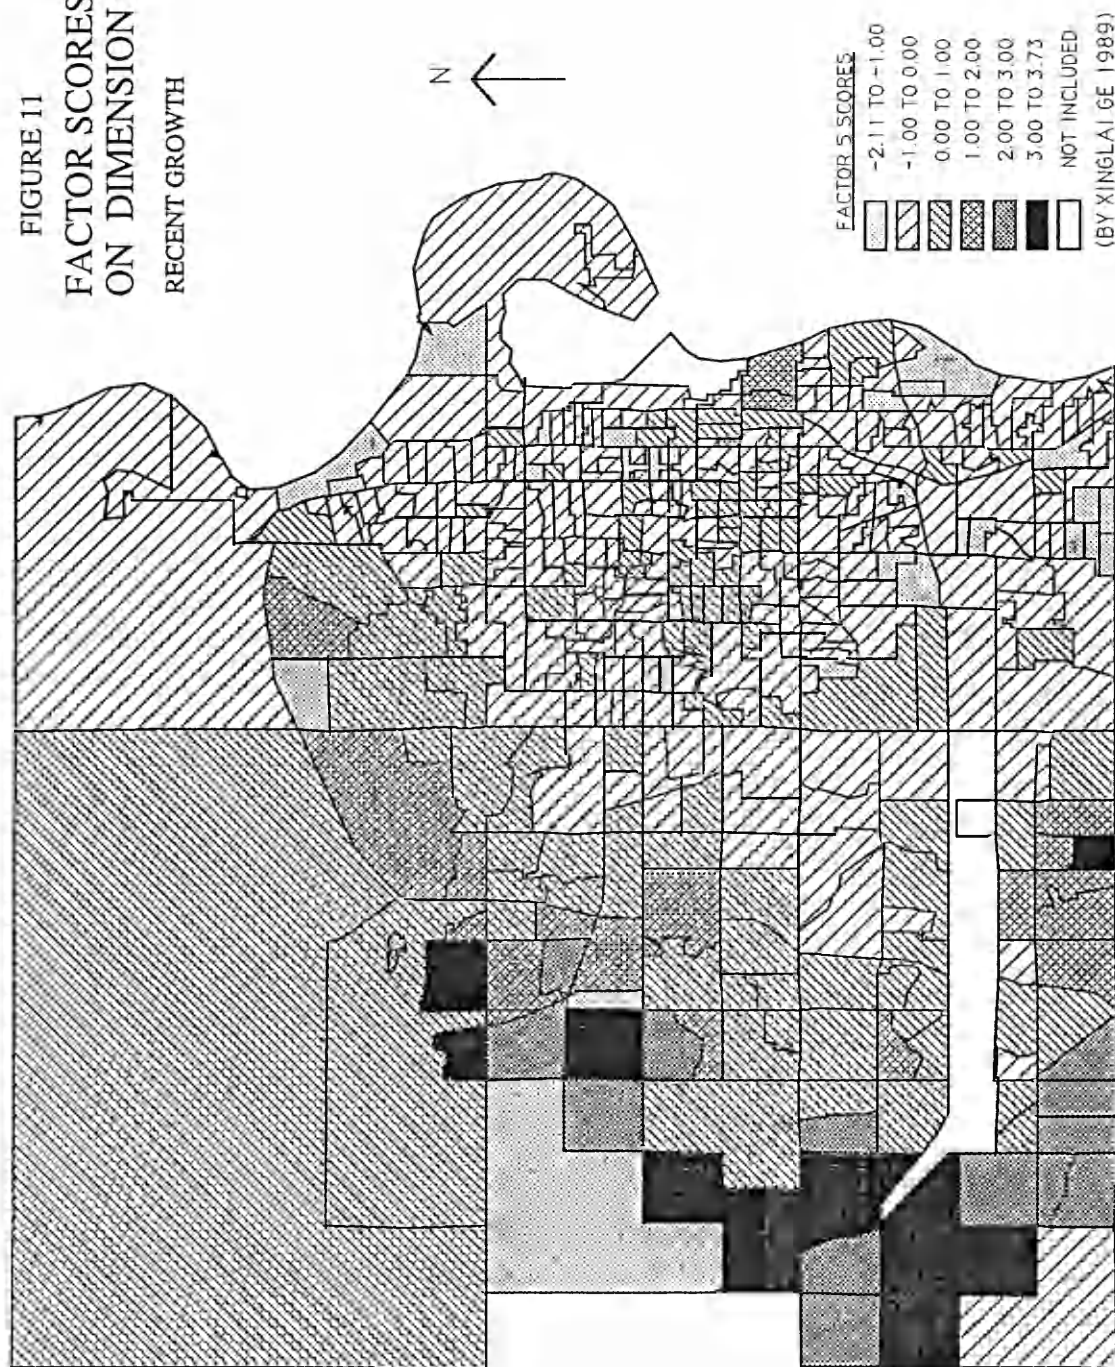 FIGURE 11
FACTOR SCORES
ON DIMENSION
RECENT GROWTH
N
FACTOR 5 SCORES
-2.11 TO -1.00
-1.00 TO 0.00
0.00 TO 1.00
1.00 TO 2.00
2.00 TO 3.00
3.00 TO 3.73
NOT INCLUDED
(BY XINGLAI GE 1989)